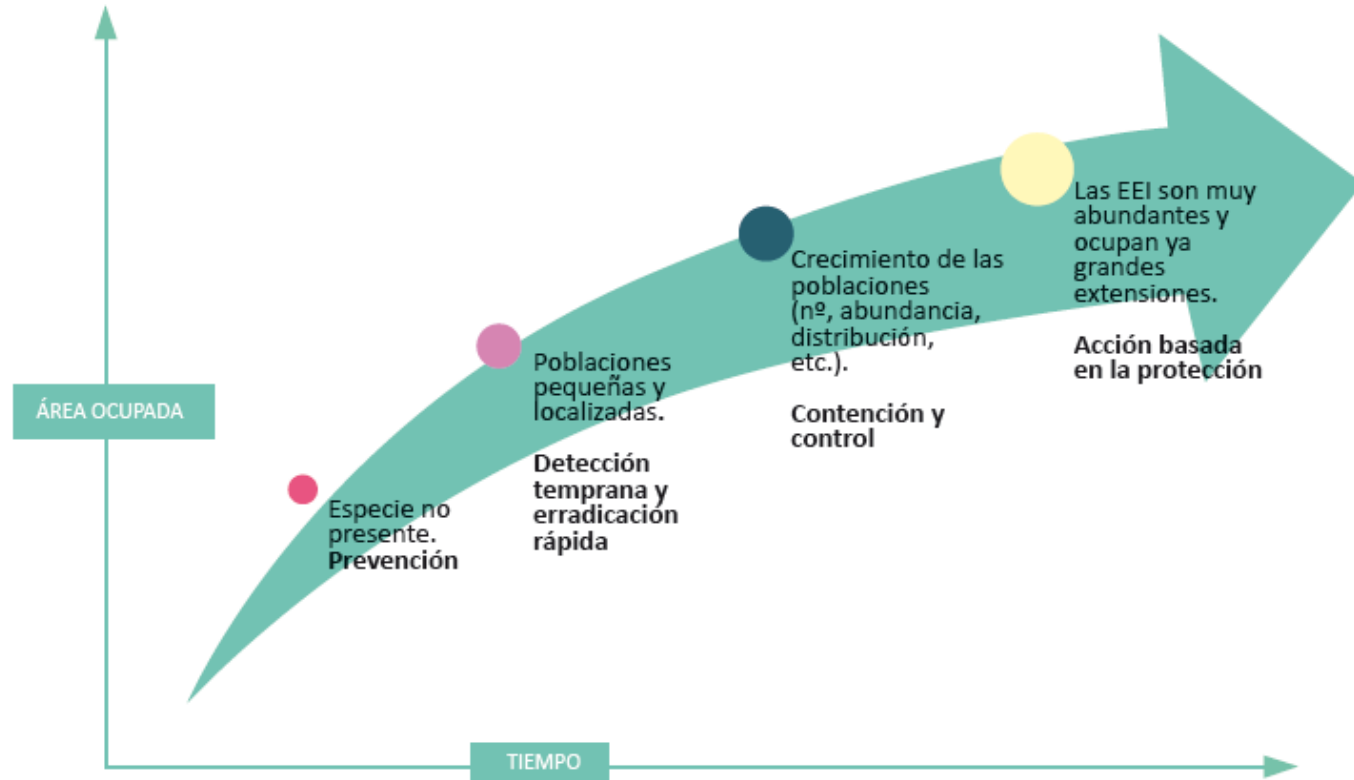 ÁREA OCUPADA
Especie no
presente.
Prevención
Poblaciones
pequeñas y
localizadas.
Detección
temprana y
erradicación
rápida
Crecimiento de las
poblaciones
(nº, abundancia,
distribución,
etc.).
Contención y
control
Las EEI son muy
abundantes y
ocupan ya
grandes
extensiones.
Acción basada
en la protección
TIEMPO